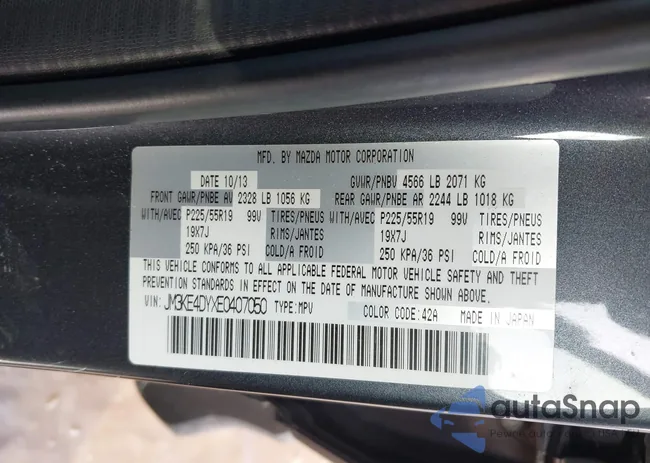 MFD. BY MAZDA MOTOR CORPORATION
DATE 10/13 GVWR/PNBV 4566 LB 2071 KG
FRONT GAWR/PNBE AV 2328 LB 1056 KG REAR GAWR/PNBE AR 2244 LB 1018 KG
WITH/AVEC P225/55R19 99V TIRES/PNEUS WITH/AVEC P225/55R19 99V TIRES/PNEUS
19X7J RIMS/JANTES 19X7J RIMS/JANTES
250 KPA/36 PSI COLD/A FROID 250 KPA/36 PSI COLD/A FROID
THIS VEHICLE CONFORMS TO ALL APPLICABLE FEDERAL MOTOR VEHICLE SAFETY AND THEFT
PREVENTION STANDARDS IN EFFECT ON THE DATE OF MANUFACTURE SHOWN ABOVE.
VIN: JM3KE4DYXE0407050 TYPE:MPV COLOR CODE:42A MADE IN JAPAN
autoSnap